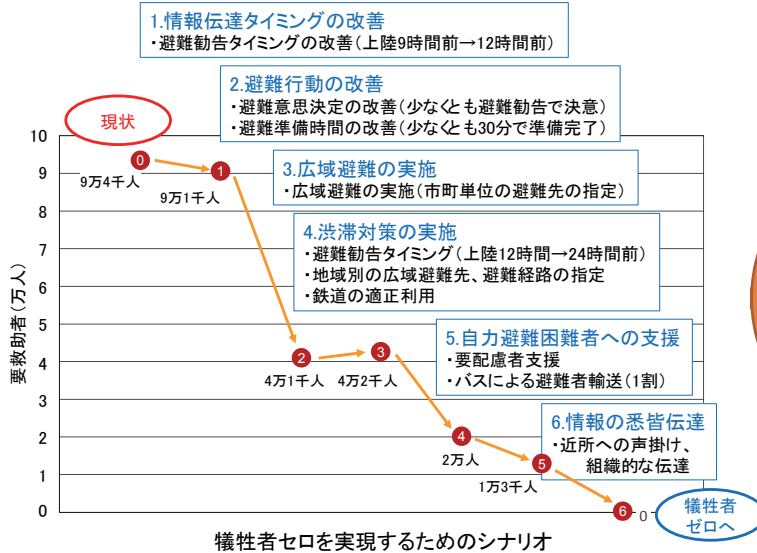 1.情報伝達タイミングの改善
・避難勧告タイミングの改善(上陸9時間前→12時間前)
2.避難行動の改善
・避難意思決定の改善(少なくとも避難勧告で決意)
・避難準備時間の改善(少なくとも30分で準備完了)
現状
3.広域避難の実施
・広域避難の実施(市町単位の避難先の指定)
4.渋滞対策の実施
・避難勧告タイミング(上陸12時間→24時間前)
・地域別の広域避難先、避難経路の指定
・鉄道の適正利用
5.自力避難困難者への支援
・要配慮者支援
・バスによる避難者輸送(1割)
6.情報の悉皆伝達
・近所への声掛け、
組織的な伝達
要救助者(万人)
10
9
8
7
6
5
4
3
2
1
0
0
9万4千人
1
9万1千人
2
4万1千人
3
4万2千人
4
2万人
5
1万3千人
6
0
犠牲者
ゼロへ
犠牲者セロを実現するためのシナリオ